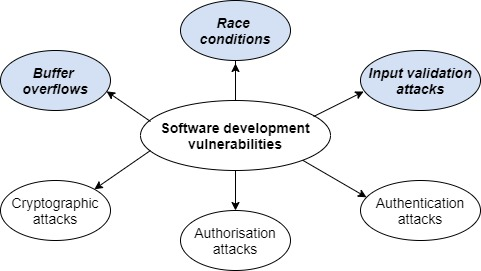 Race
conditions
Buffer
overflows
Input validation
attacks
Software development
vulnerabilities
Cryptographic
attacks
Authorisation
attacks
Authentication
attacks